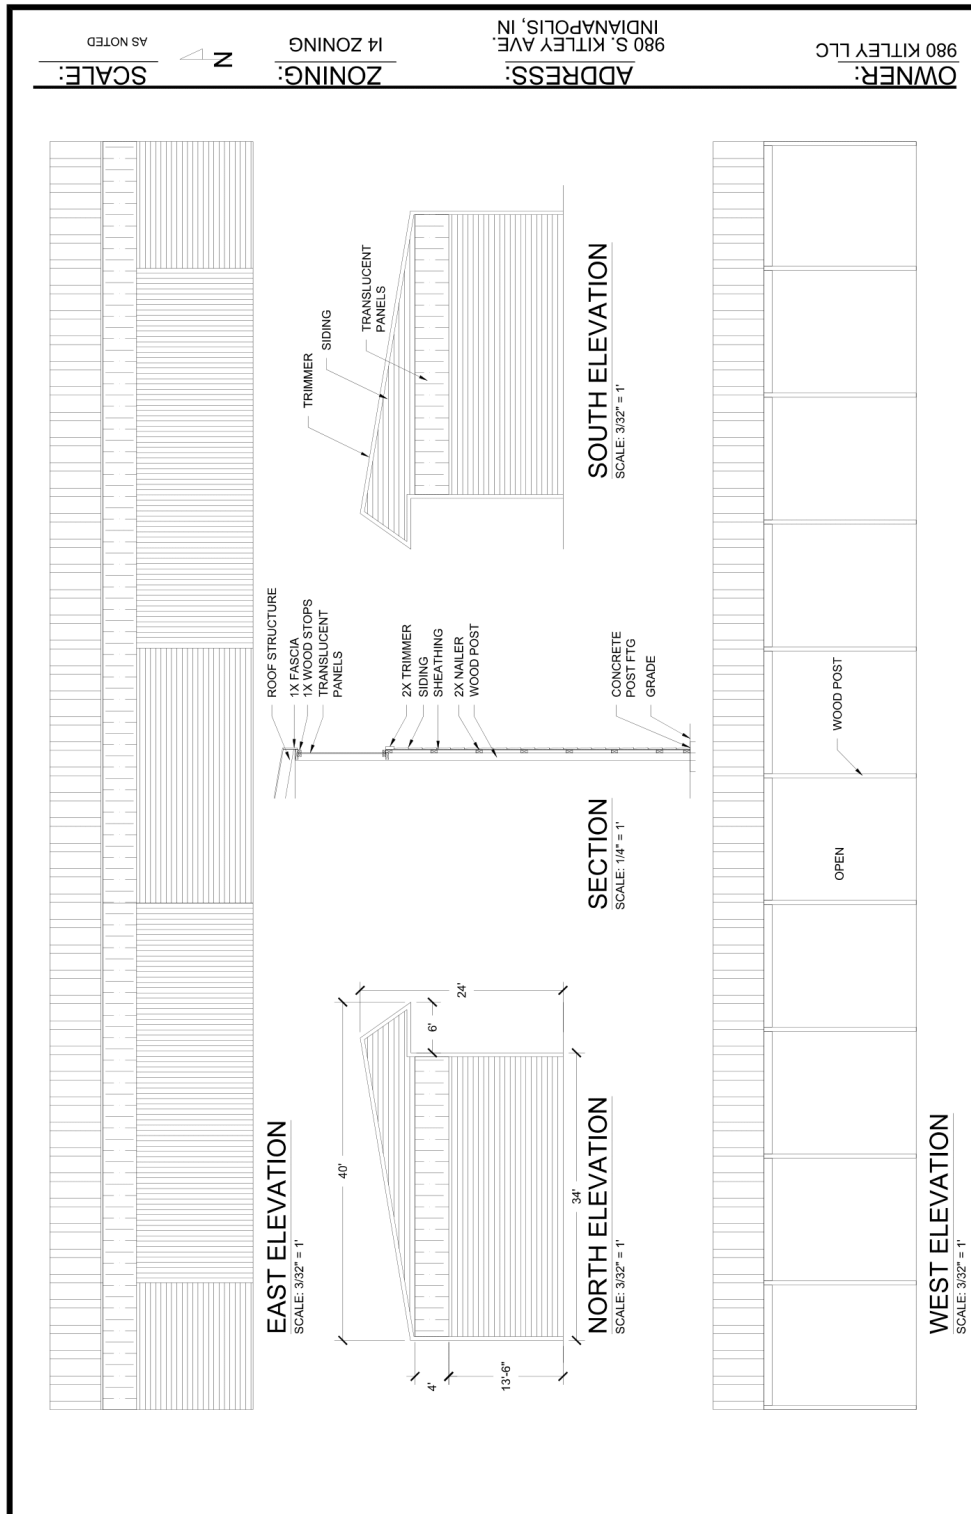 OWNER:
980 KITLEY LLC
ADDRESS:
980 S. KITLEY AVE.
INDIANAPOLIS, IN
ZONING:
I4 ZONING
N
SCALE:
AS NOTED
EAST ELEVATION
SCALE: 3/32" = 1'
40'
24'
6'
4'
13'-6"
34'
NORTH ELEVATION
SCALE: 3/32" = 1'
ROOF STRUCTURE
1X FASCIA
1X WOOD STOPS
TRANSLUCENT
PANELS
2X TRIMMER
SIDING
SHEATHING
2X NAILER
WOOD POST
CONCRETE
POST FTG
GRADE
SECTION
SCALE: 1/4" = 1'
TRIMMER
SIDING
TRANSLUCENT
PANELS
SOUTH ELEVATION
SCALE: 3/32" = 1'
OPEN
WOOD POST
WEST ELEVATION
SCALE: 3/32" = 1'